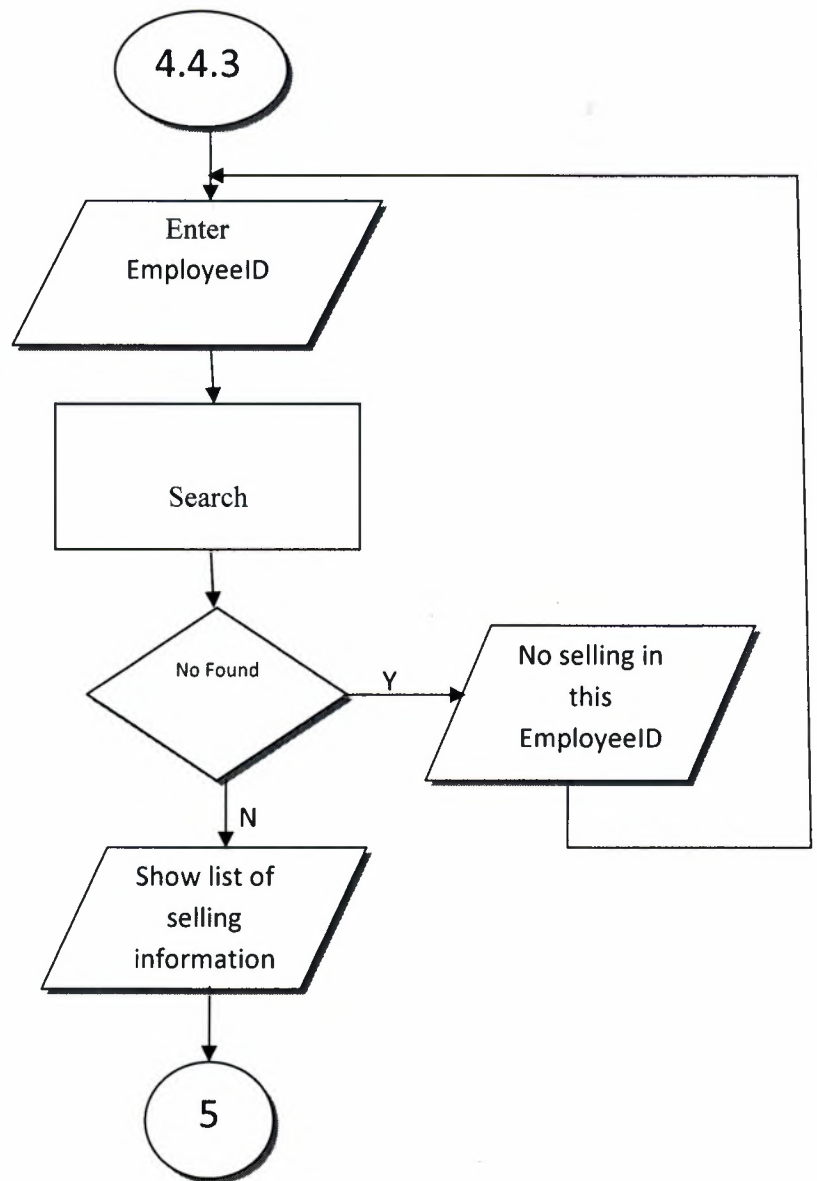 4.4.3
Enter
EmployeeID
Search
No Found
Y
No selling in
this
EmployeeID
N
Show list of
selling
information
5